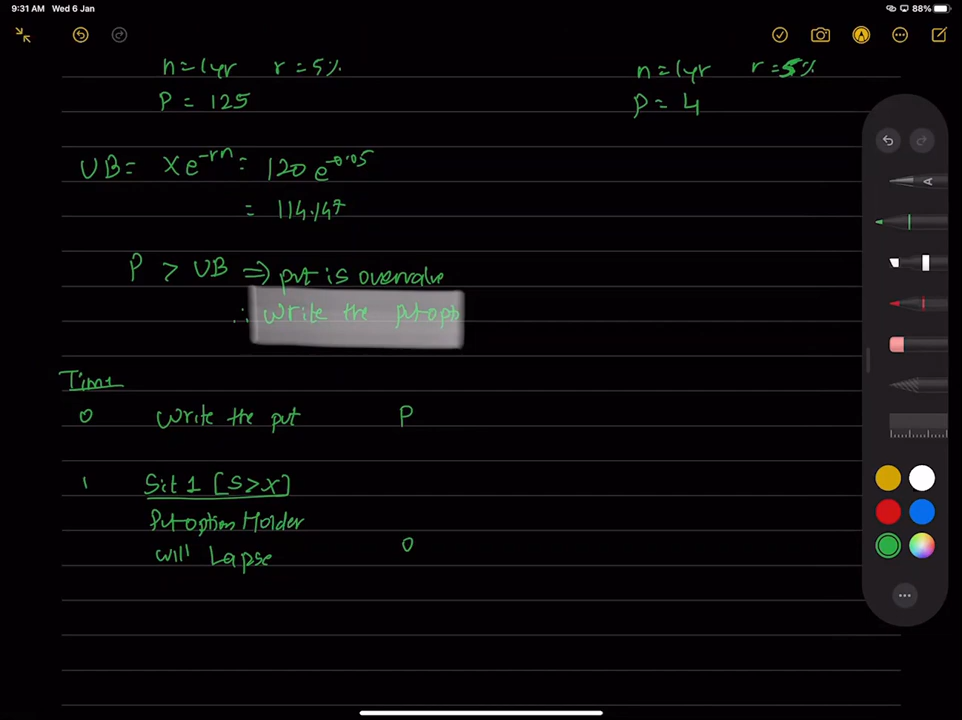 9:31 AM Wed 6 Jan
88%
n = 1yr r = 5%
P = 125
n = 1yr r = 5%
P = 4
UB = Xe^-rn = 120 e^-0.05
= 114.147
P > UB ⇒ put is overvalue
∴ Write the put opt
Time
0 Write the put P
1 Sit 1 [S>X]
Put option Holder
will Lapse 0
A